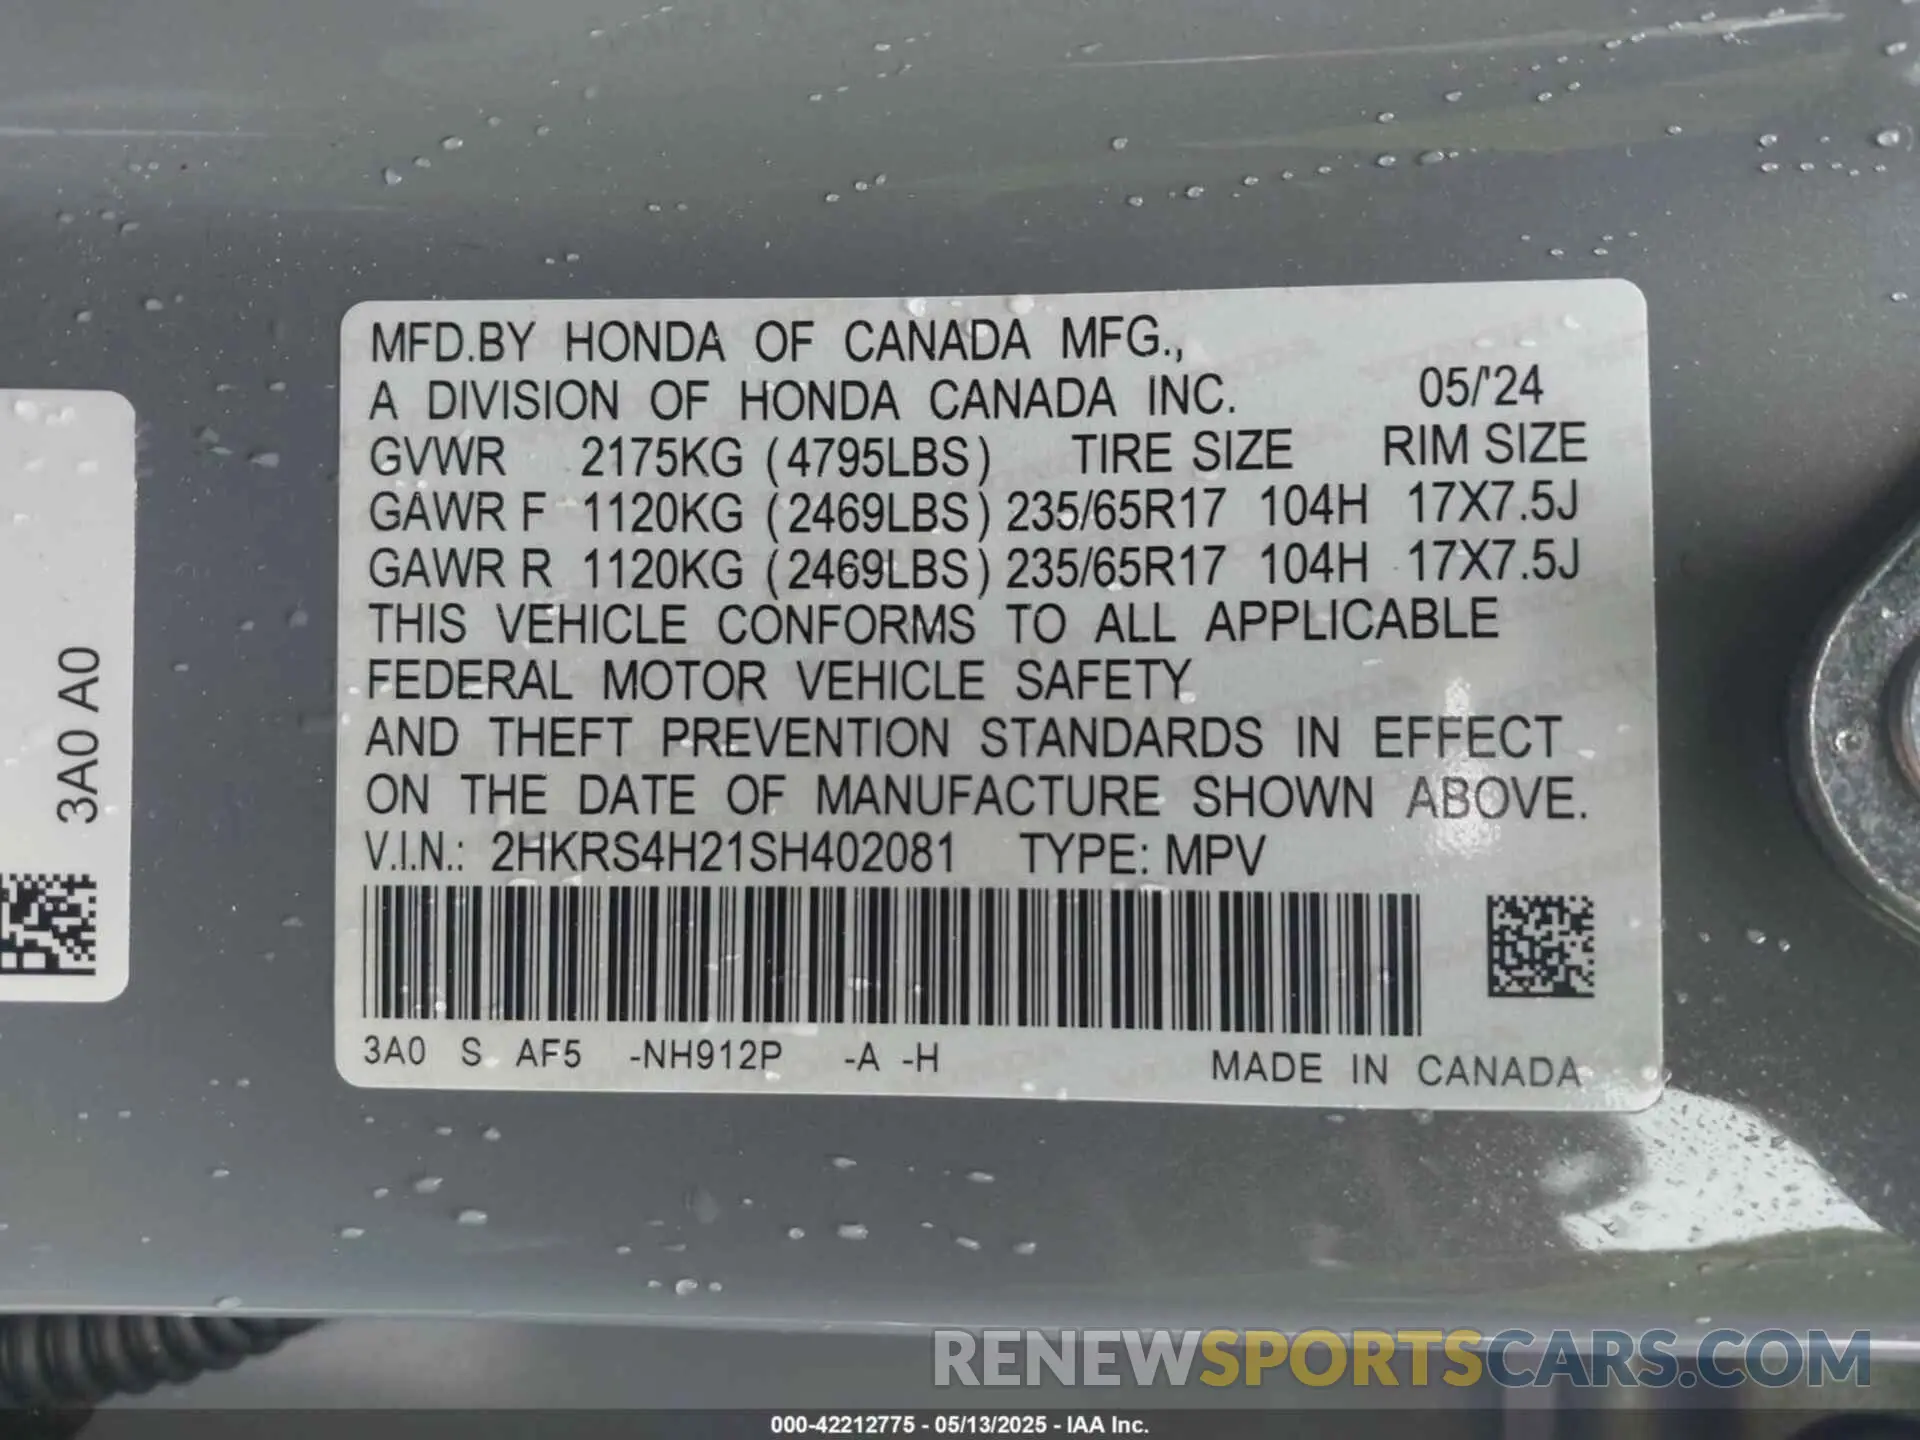 MFD.BY HONDA OF CANADA MFG.,
A DIVISION OF HONDA CANADA INC. 05/'24
GVWR 2175KG (4795LBS) TIRE SIZE RIM SIZE
GAWR F 1120KG (2469LBS) 235/65R17 104H 17X7.5J
GAWR R 1120KG (2469LBS) 235/65R17 104H 17X7.5J
THIS VEHICLE CONFORMS TO ALL APPLICABLE
FEDERAL MOTOR VEHICLE SAFETY
AND THEFT PREVENTION STANDARDS IN EFFECT
ON THE DATE OF MANUFACTURE SHOWN ABOVE.
V.I.N.: 2HKRS4H21SH402081 TYPE: MPV
3A0 S AF5 -NH912P -A -H MADE IN CANADA
3A0 A0
RENEWSPORTSCARS.COM
000-42212775 - 05/13/2025 - IAA Inc.